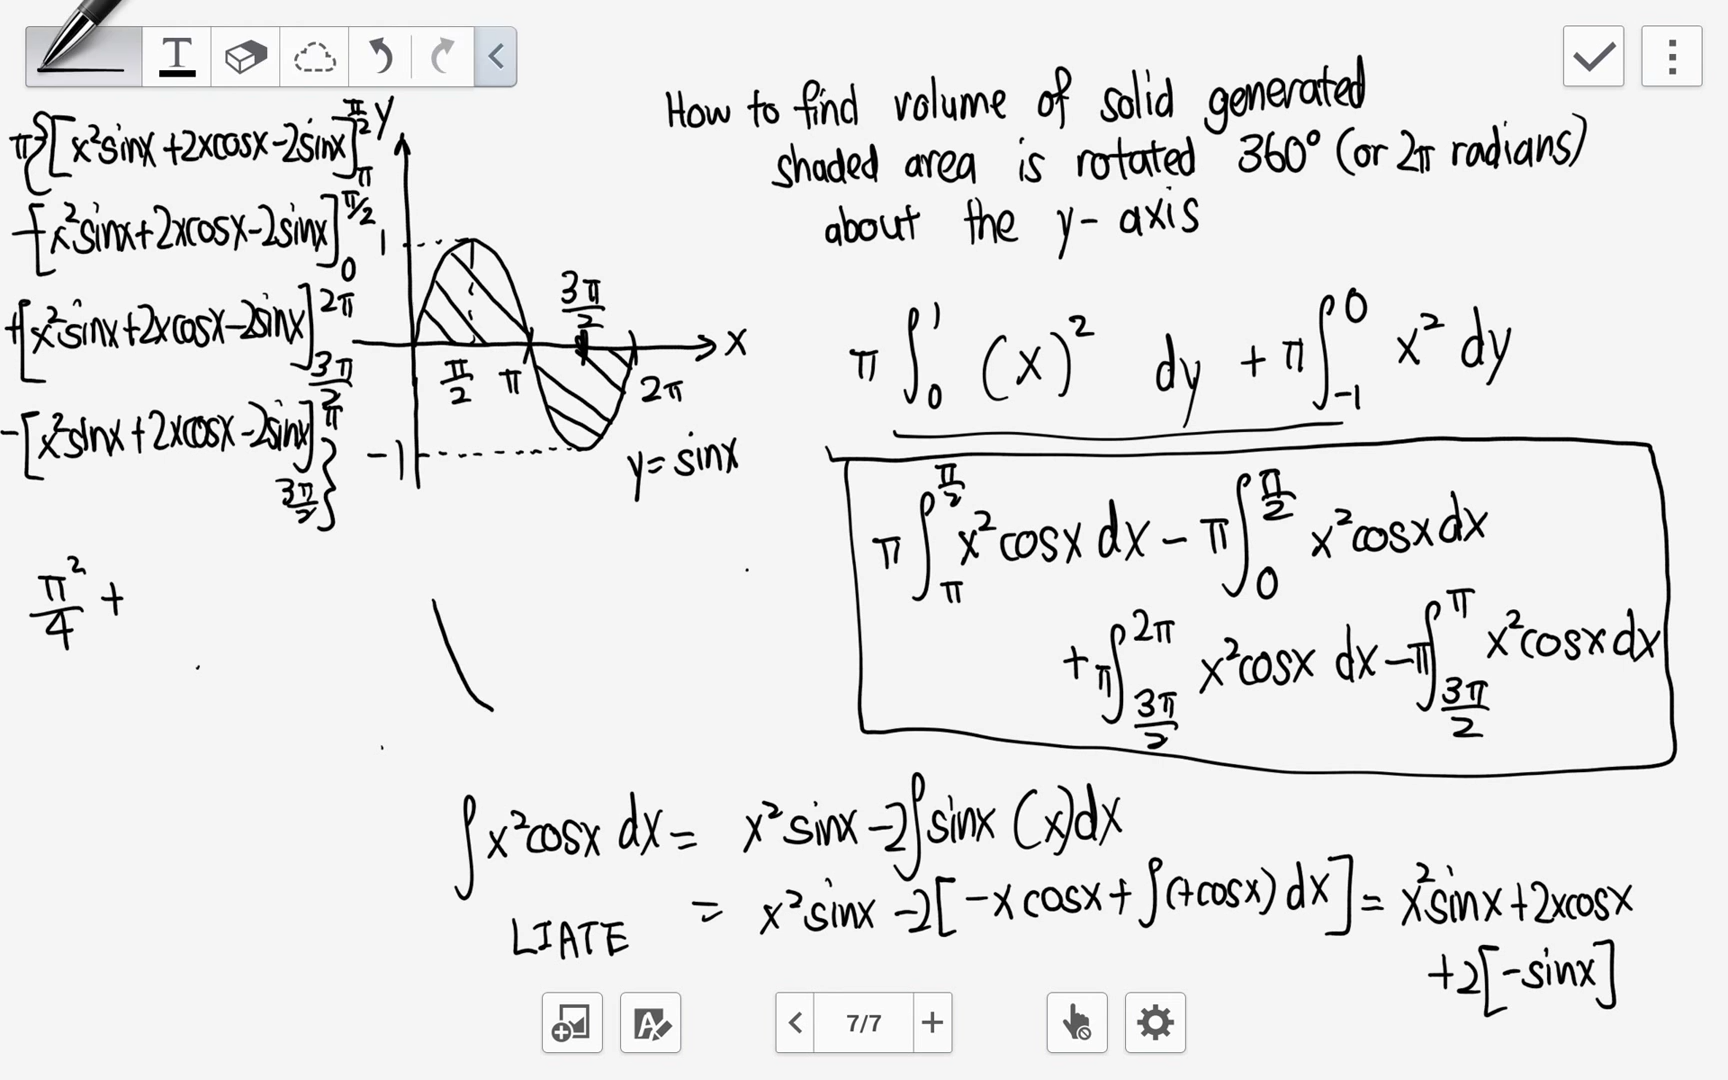 How to find volume of solid generated
shaded area is rotated 360° (or 2π radians)
about the y-axis
π{[x²sinx+2xcosx-2sinx]π/2 π
-[x²sinx+2xcosx-2sinx]π/2 0
+[x²sinx+2xcosx-2sinx]2π 3π/2
-[x²sinx+2xcosx-2sinx]π 3π/2}
π²/4 +
y
1
3π/2
x
π/2 π 2π
-1
y=sinx
π∫₀¹ (x)² dy + π∫₋₁⁰ x² dy
π∫π^π/2 x²cosx dx - π∫₀^π/2 x²cosx dx
+π∫3π/2^2π x²cosx dx - π∫3π/2^π x²cosx dx
∫x²cosx dx = x²sinx -2∫sinx (x)dx
= x²sinx -2[-xcosx+∫(+cosx) dx] = x²sinx+2xcosx
+2[-sinx]
LIATE
T
A
7/7